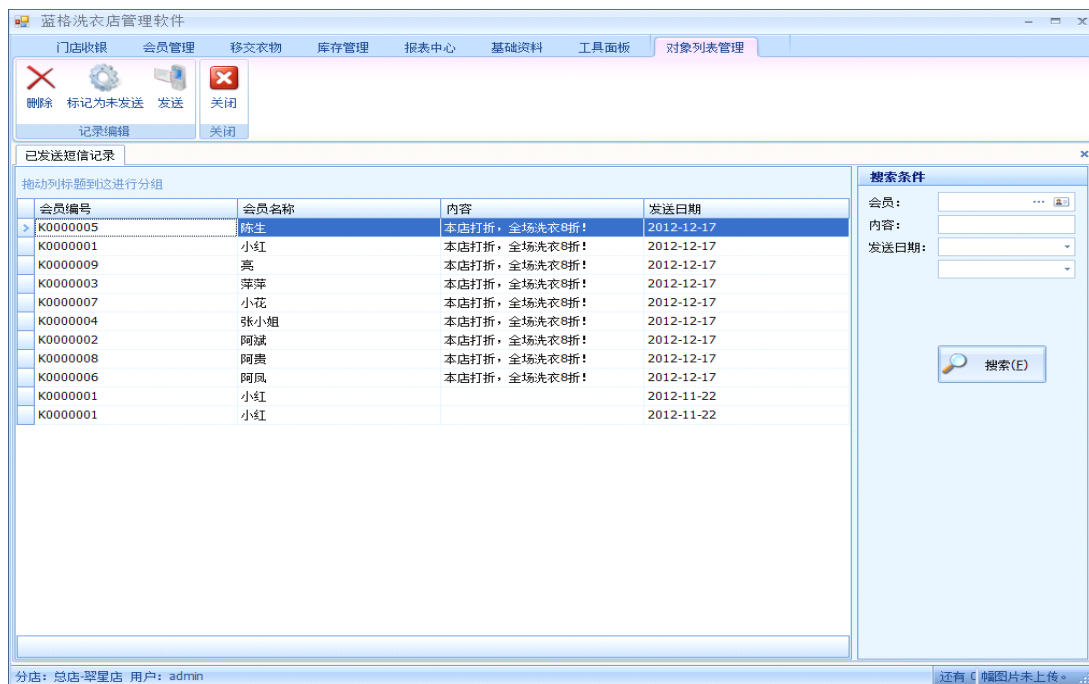 蓝格洗衣店管理软件
门店收银 会员管理 移交衣物 库存管理 报表中心 基础资料 工具面板 对象列表管理
删除 标记为未发送 发送 关闭
记录编辑 关闭
已发送短信记录
拖动列标题到这进行分组
会员编号 会员名称 内容 发送日期
K0000005 陈生 本店打折，全场洗衣8折！ 2012-12-17
K0000001 小红 本店打折，全场洗衣8折！ 2012-12-17
K0000009 亮 本店打折，全场洗衣8折！ 2012-12-17
K0000003 萍萍 本店打折，全场洗衣8折！ 2012-12-17
K0000007 小花 本店打折，全场洗衣8折！ 2012-12-17
K0000004 张小姐 本店打折，全场洗衣8折！ 2012-12-17
K0000002 阿斌 本店打折，全场洗衣8折！ 2012-12-17
K0000008 阿贵 本店打折，全场洗衣8折！ 2012-12-17
K0000006 阿凤 本店打折，全场洗衣8折！ 2012-12-17
K0000001 小红 2012-11-22
K0000001 小红 2012-11-22
搜索条件
会员：
内容：
发送日期：
搜索(F)
分店：总店-翠星店 用户：admin
还有 0 幅图片未上传。